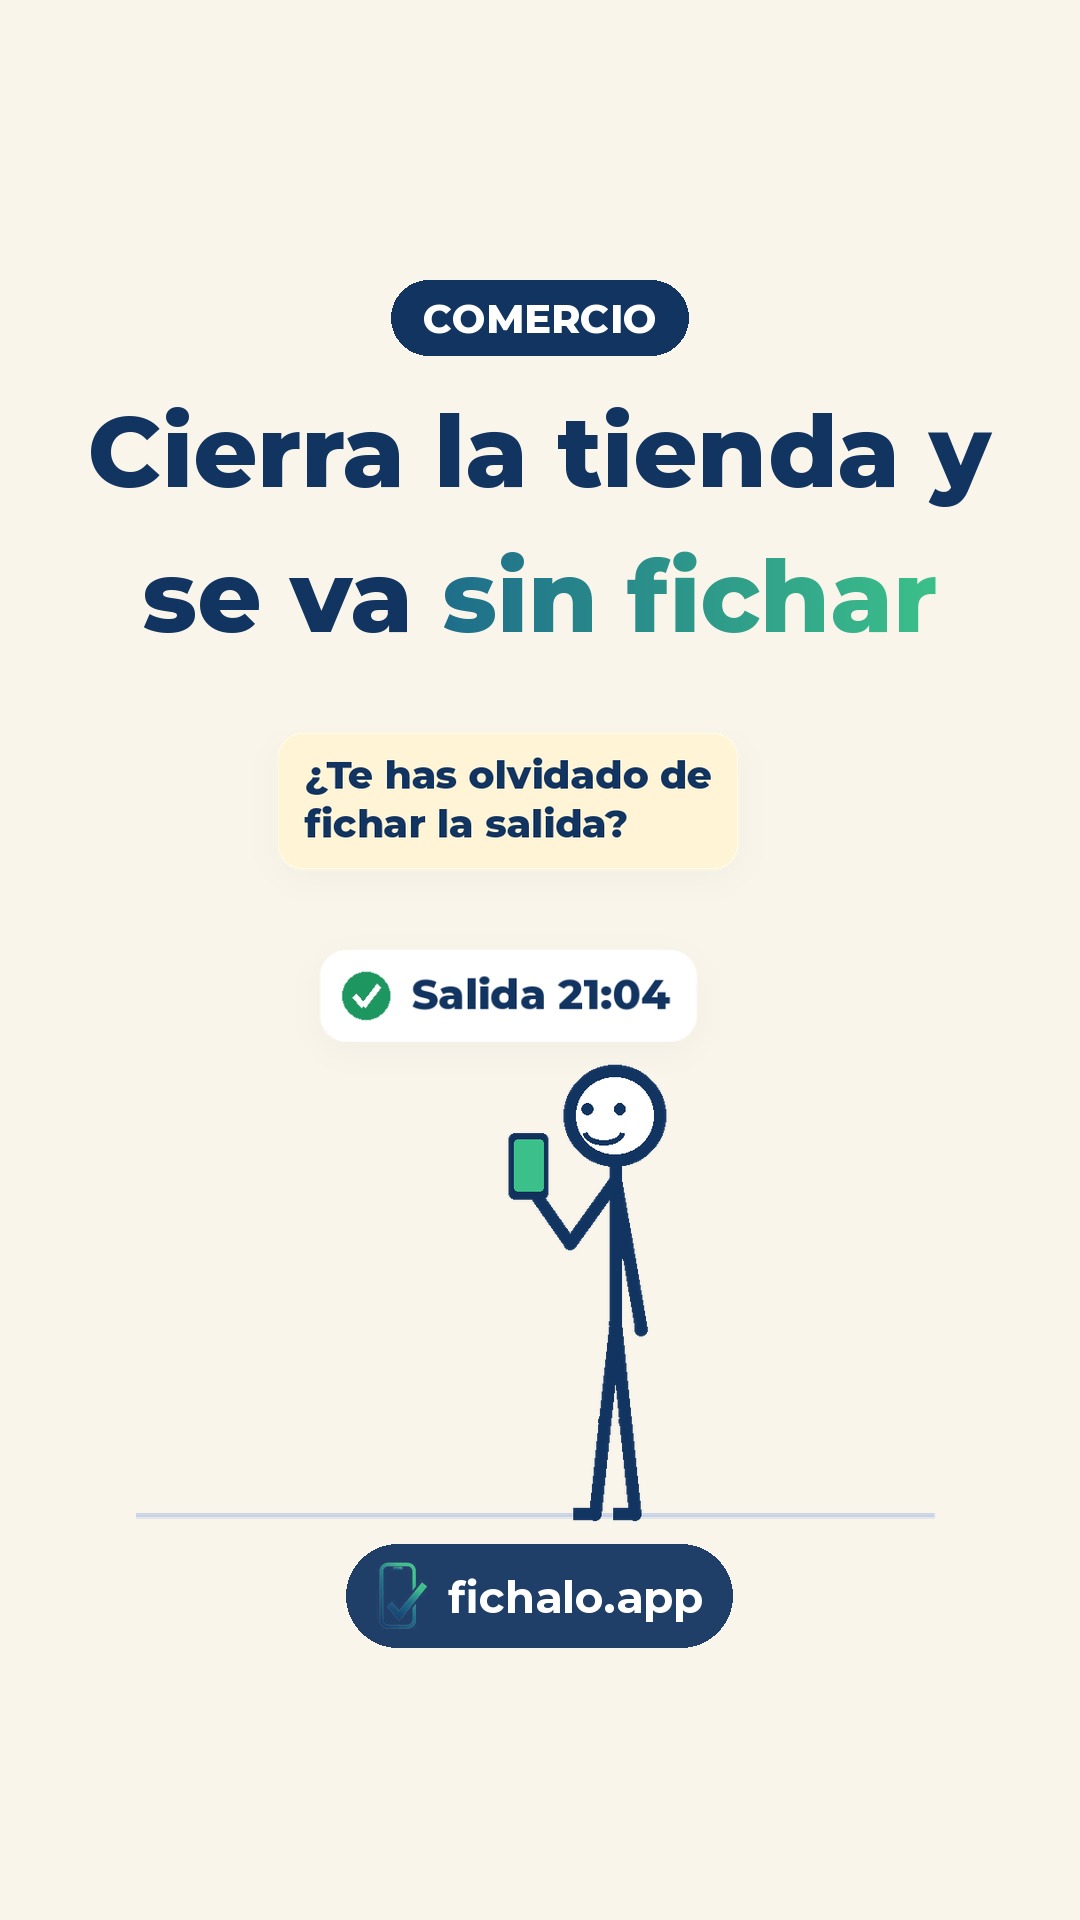 COMERCIO
Cierra la tienda y
se va sin fichar
¿Te has olvidado de
fichar la salida?
Salida 21:04
fichalo.app